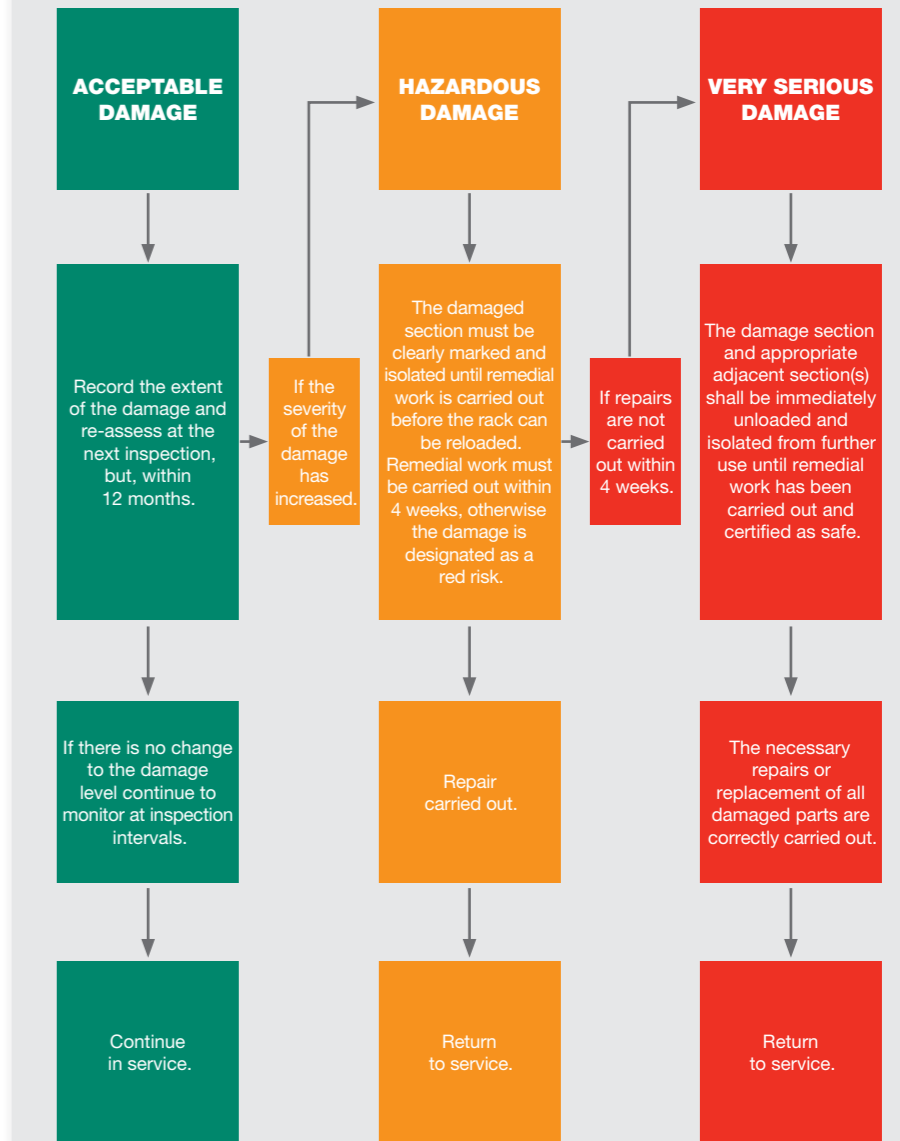 ACCEPTABLE
DAMAGE
HAZARDOUS
DAMAGE
VERY SERIOUS
DAMAGE
Record the extent
of the damage and
re-assess at the
next inspection,
but, within
12 months.
If the
severity
of the
damage
has
increased.
The damaged
section must be
clearly marked and
isolated until remedial
work is carried out
before the rack can
be reloaded.
Remedial work must
be carried out within
4 weeks, otherwise
the damage is
designated as a
red risk.
If repairs
are not
carried
out within
4 weeks.
The damage section
and appropriate
adjacent section(s)
shall be immediately
unloaded and
isolated from further
use until remedial
work has been
carried out and
certified as safe.
If there is no change
to the damage
level continue to
monitor at inspection
intervals.
Repair
carried out.
The necessary
repairs or
replacement of all
damaged parts are
correctly carried out.
Continue
in service.
Return
to service.
Return
to service.